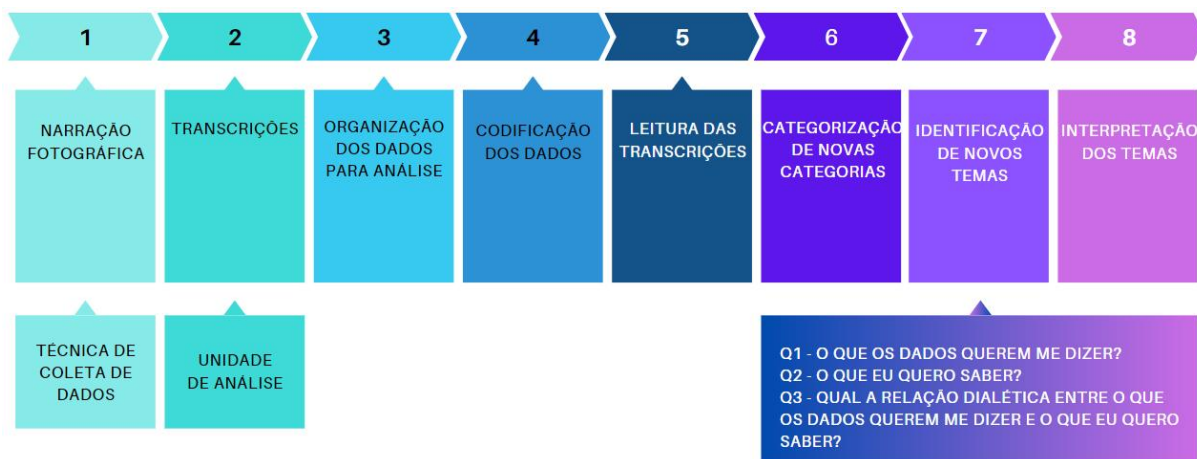 1
2
3
4
5
6
7
8
NARRAÇÃO
FOTOGRÁFICA
TRANSCRIÇÕES
ORGANIZAÇÃO
DOS DADOS
PARA ANÁLISE
CODIFICAÇÃO
DOS DADOS
LEITURA DAS
TRANSCRIÇÕES
CATEGORIZAÇÃO
DE NOVAS
CATEGORIAS
IDENTIFICAÇÃO
DE NOVOS
TEMAS
INTERPRETAÇÃO
DOS TEMAS
TÉCNICA DE
COLETA DE
DADOS
UNIDADE
DE ANÁLISE
Q1 - O QUE OS DADOS QUEREM ME DIZER?
Q2 - O QUE EU QUERO SABER?
Q3 - QUAL A RELAÇÃO DIALÉTICA ENTRE O QUE
OS DADOS QUEREM ME DIZER E O QUE EU QUERO
SABER?